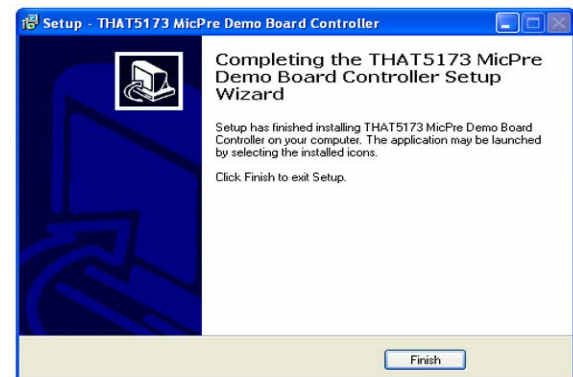 Setup - THAT5173 MicPre Demo Board Controller
Completing the THAT5173 MicPre
Demo Board Controller Setup
Wizard
Setup has finished installing THAT5173 MicPre Demo Board
Controller on your computer. The application may be launched
by selecting the installed icons.
Click Finish to exit Setup.
Finish